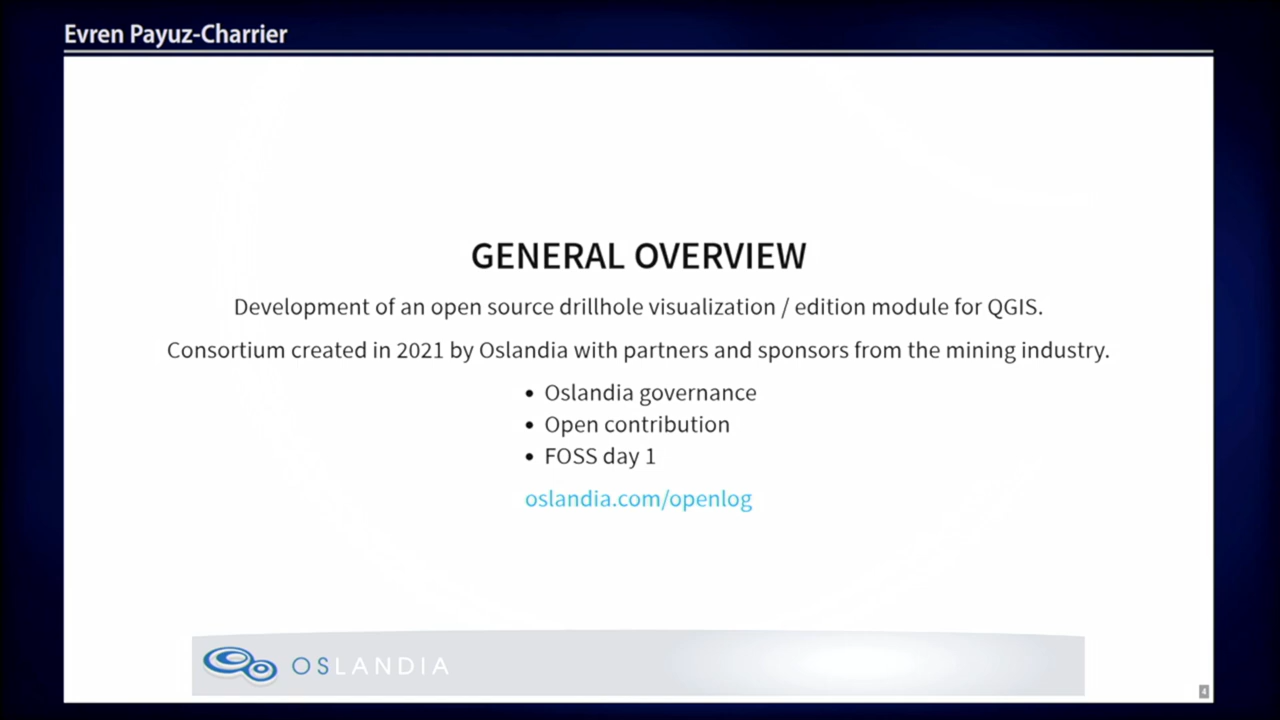 Evren Payuz-Charrier
GENERAL OVERVIEW
Development of an open source drillhole visualization / edition module for QGIS.
Consortium created in 2021 by Oslandia with partners and sponsors from the mining industry.
• Oslandia governance
• Open contribution
• FOSS day 1
oslandia.com/openlog
OSLANDIA
4